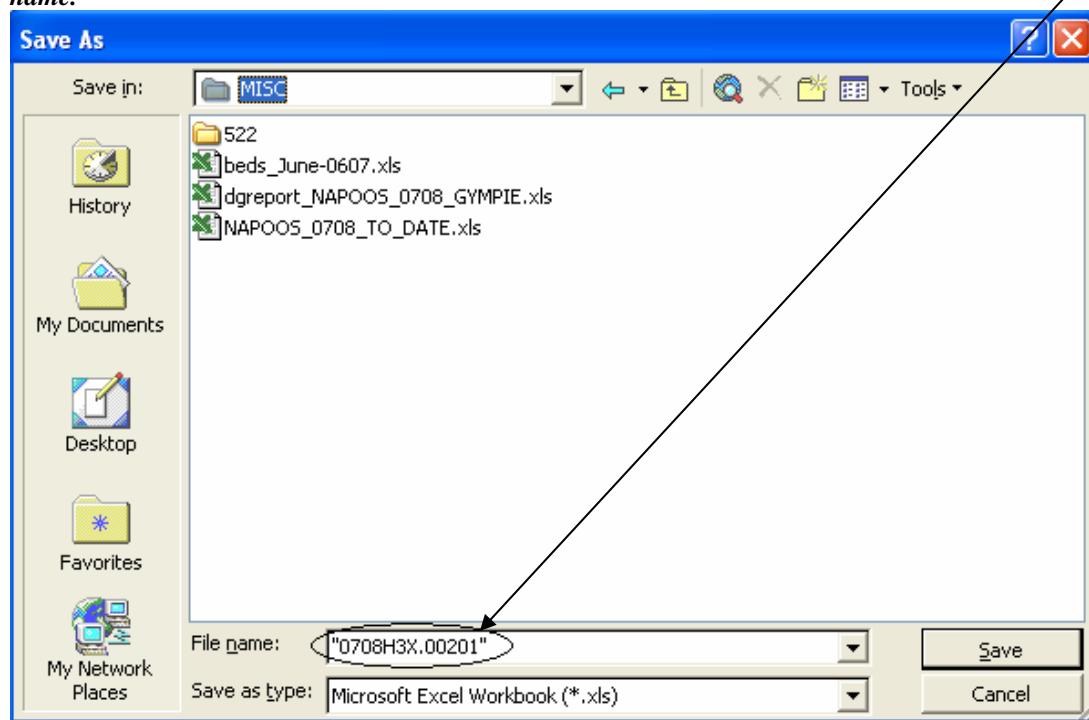 name.
Save As
Save in:
MISC
Tools
522
beds_June-0607.xls
dgreport_NAPOOS_0708_GYMPIE.xls
NAPOOS_0708_TO_DATE.xls
History
My Documents
Desktop
Favorites
My Network
Places
File name:
"0708H3X.00201"
Save
Save as type:
Microsoft Excel Workbook (*.xls)
Cancel